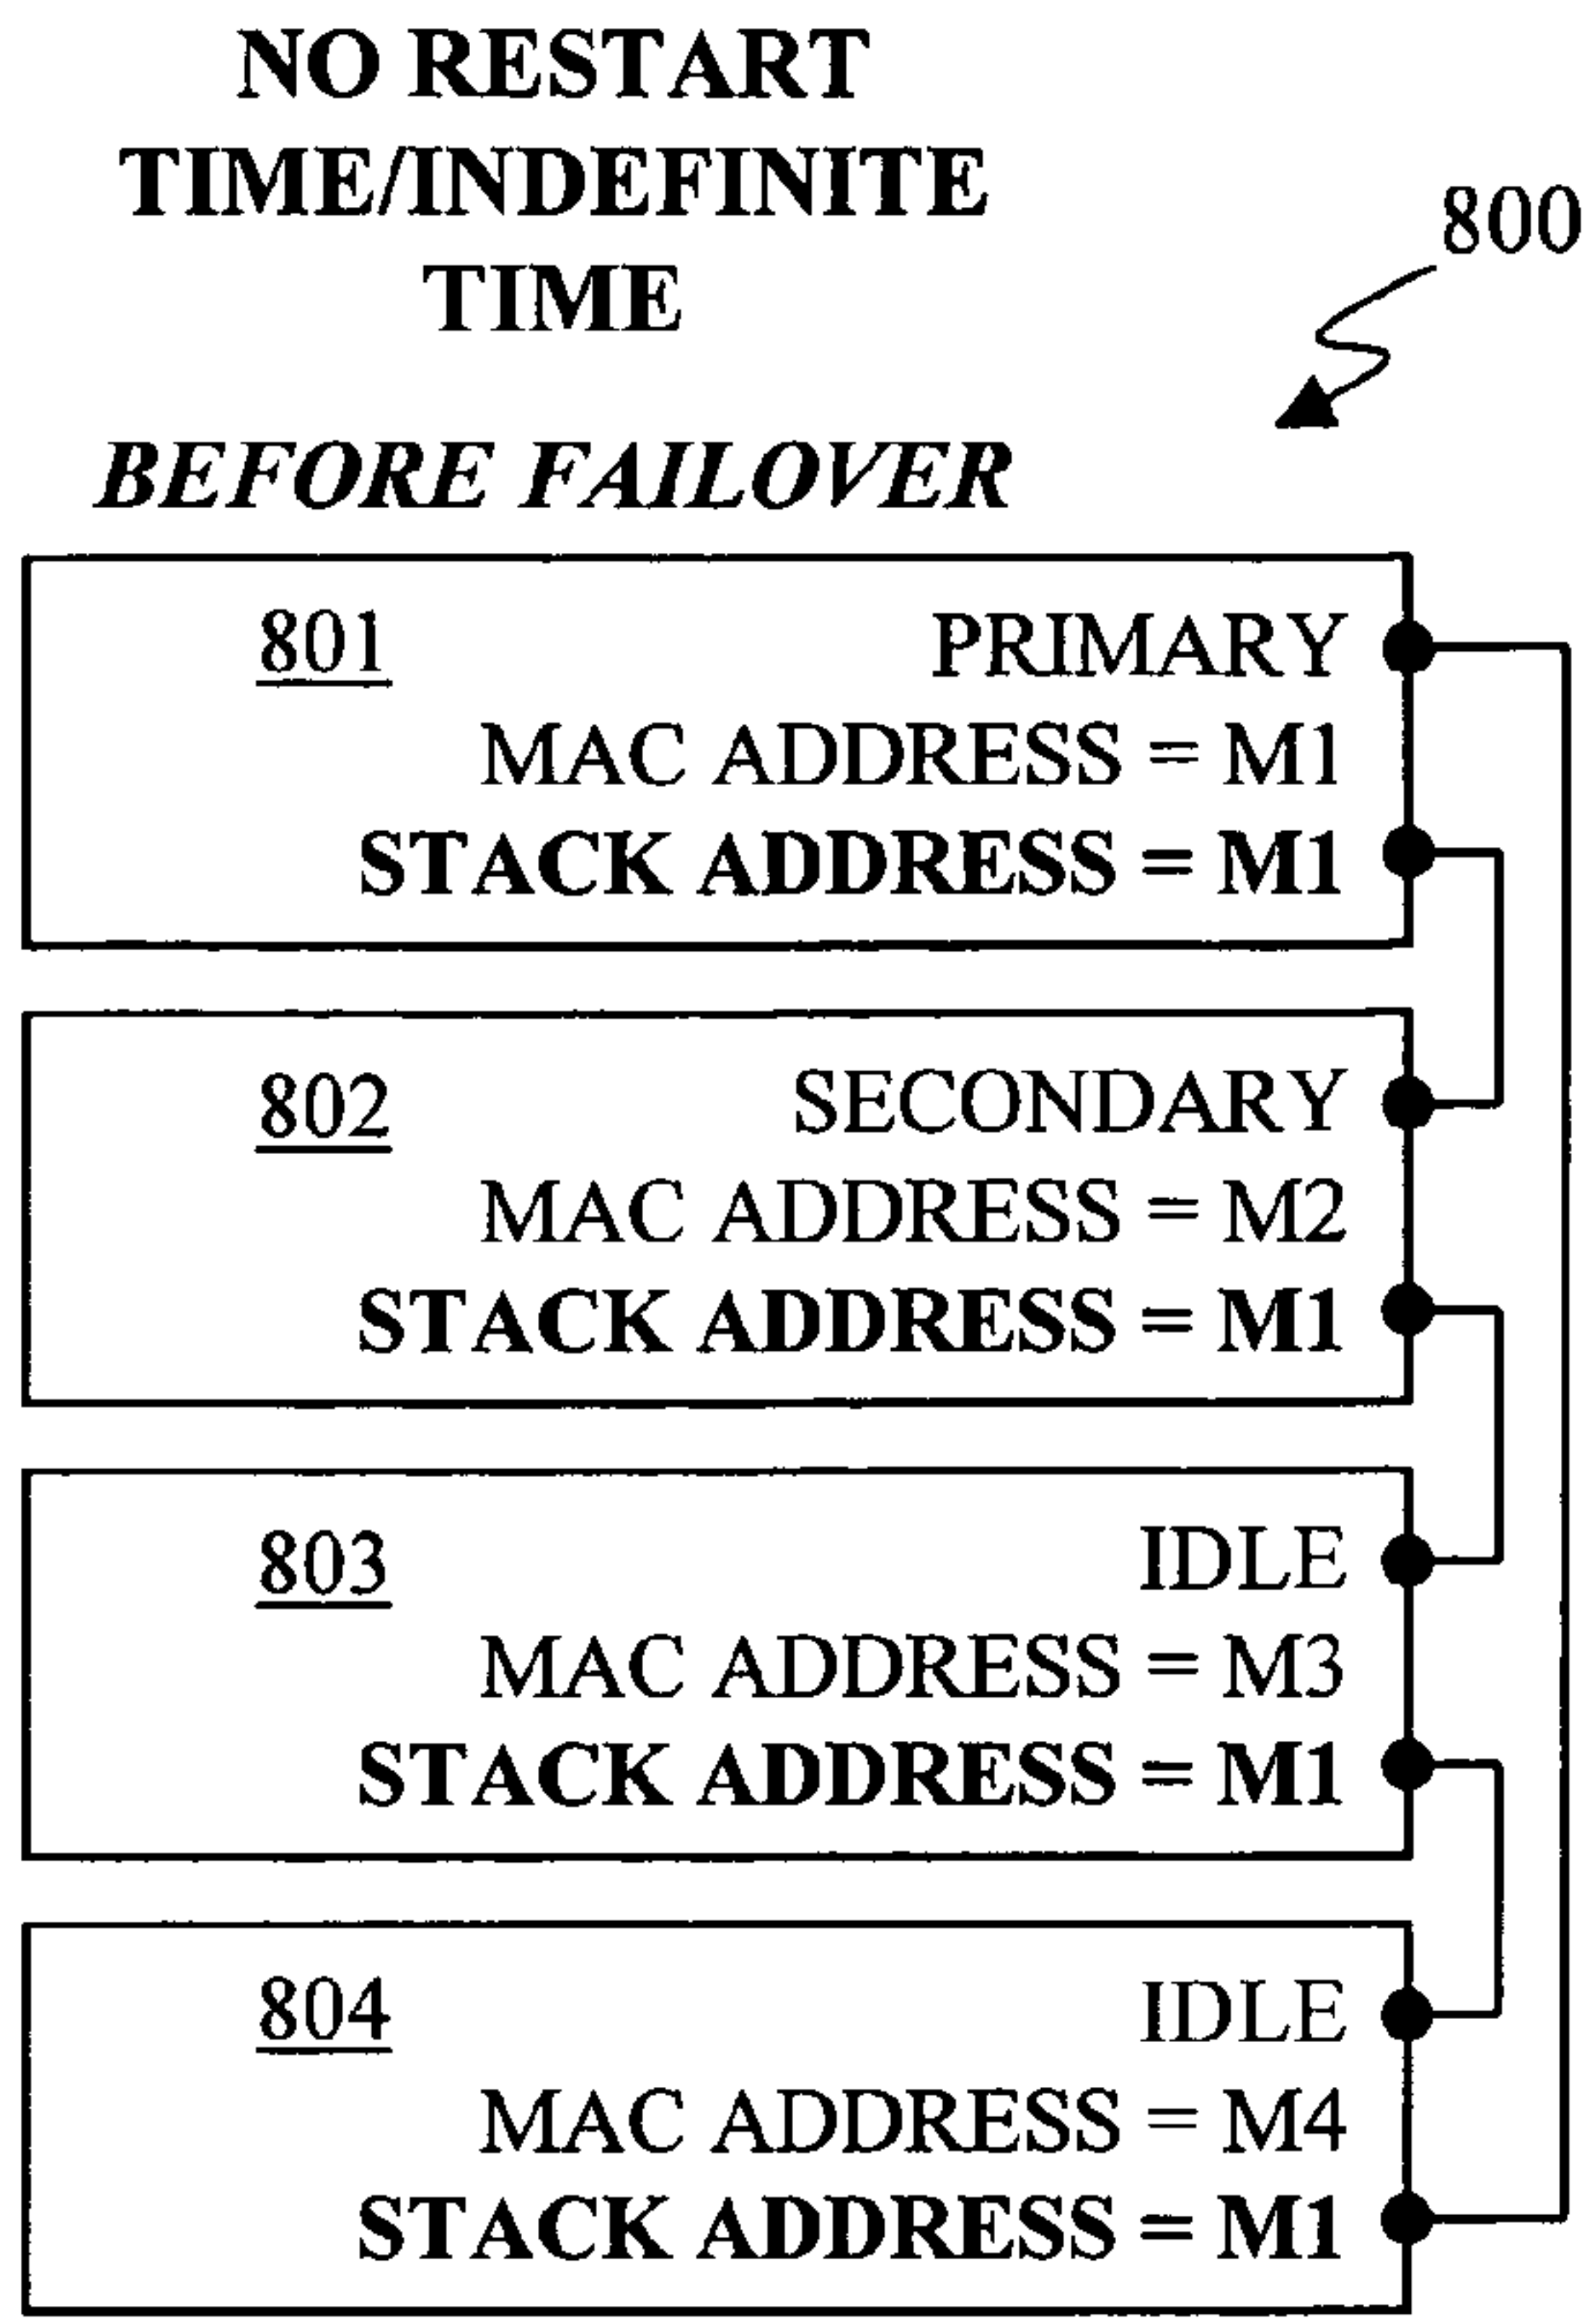 NO RESTART
TIME/INDEFINITE
TIME
800
BEFORE FAILOVER
801 PRIMARY
MAC ADDRESS = M1
STACK ADDRESS = M1
802 SECONDARY
MAC ADDRESS = M2
STACK ADDRESS = M1
803 IDLE
MAC ADDRESS = M3
STACK ADDRESS = M1
804 IDLE
MAC ADDRESS = M4
STACK ADDRESS = M1